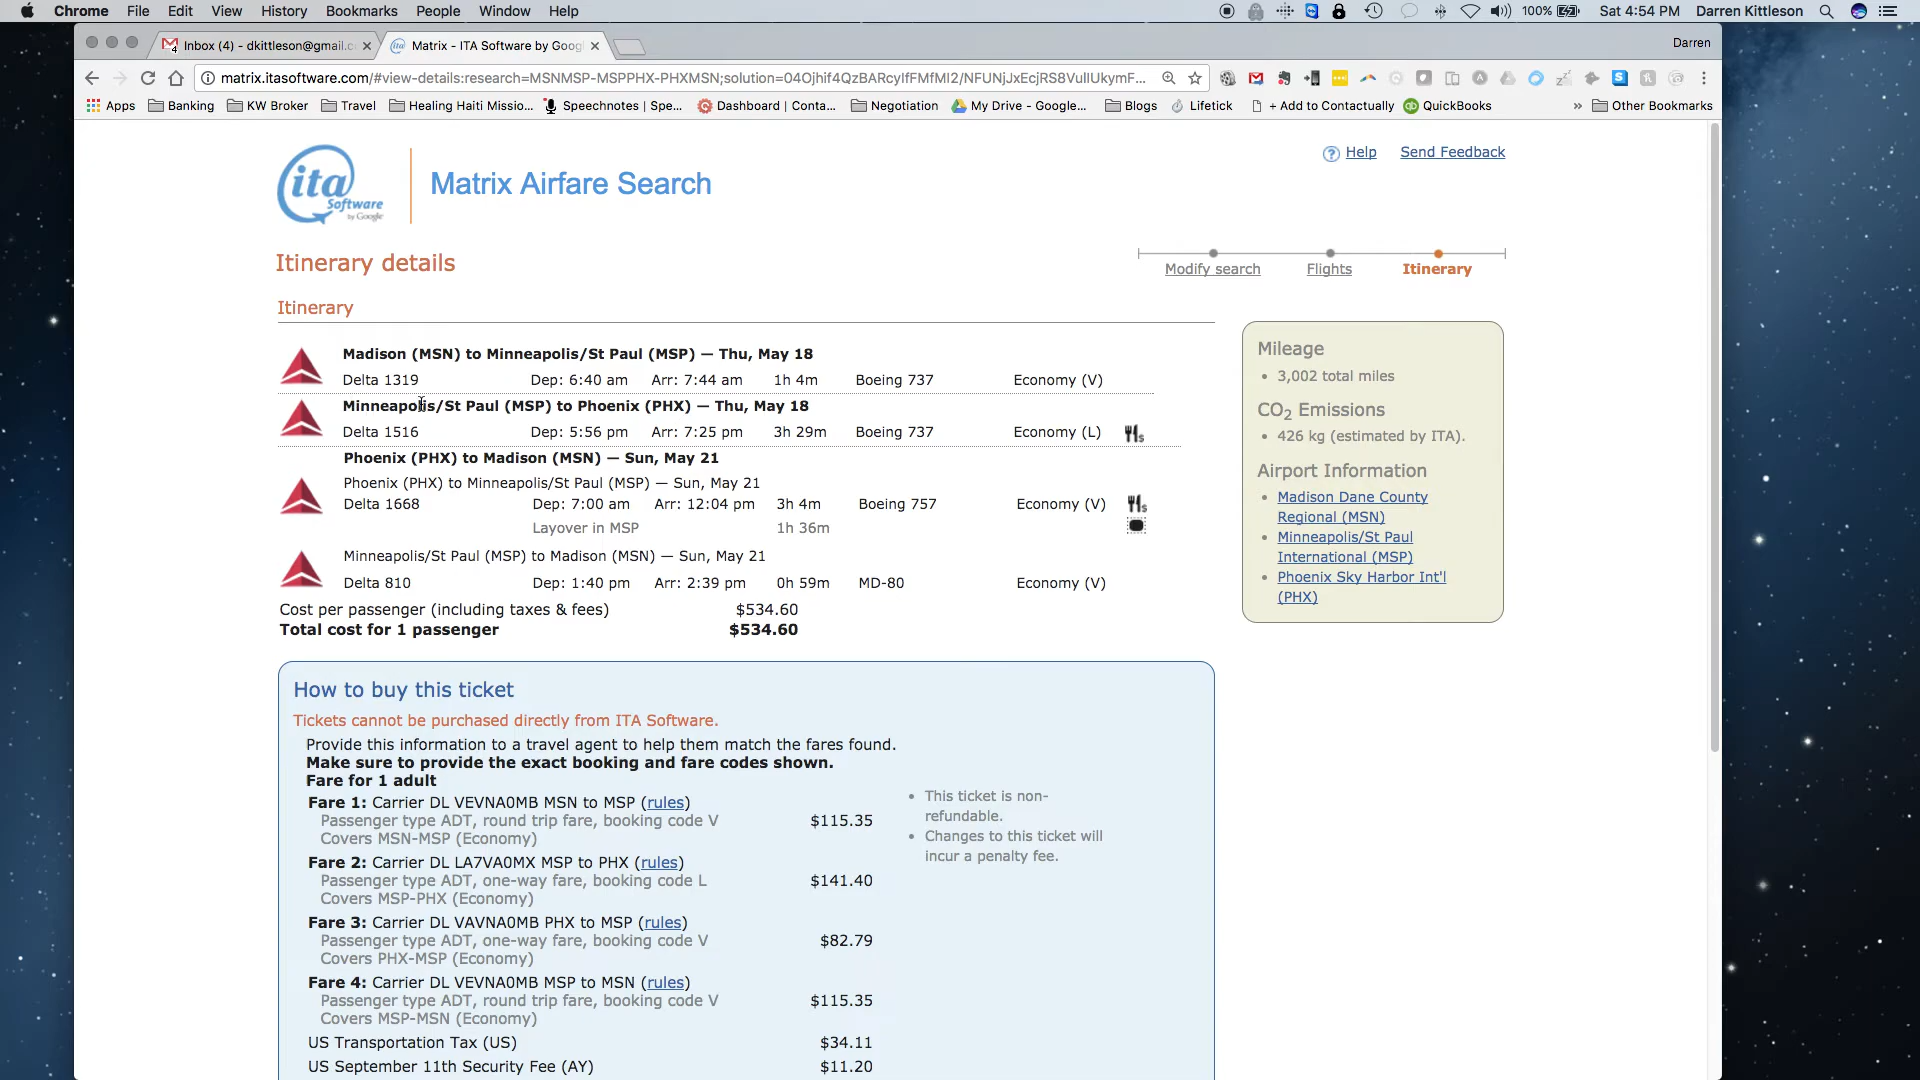 Chrome File Edit View History Bookmarks People Window Help 100% Sat 4:54 PM Darren Kittleson
Inbox (4) - dkittleson@gmail.c Matrix - ITA Software by Goog Darren
matrix.itasoftware.com/#view-details:research=MSNMSP-MSPPHX-PHXMSN;solution=04Ojhif4QzBARcyIfFMfMI2/NFUNjJxEcjRS8VullUkymF...
Apps Banking KW Broker Travel Healing Haiti Missio... Speechnotes | Spe... Dashboard | Conta... Negotiation My Drive - Google... Blogs Lifetick + Add to Contactually QuickBooks » Other Bookmarks
ita Software by Google
Matrix Airfare Search
? Help Send Feedback
Itinerary details
Modify search Flights Itinerary
Itinerary
Madison (MSN) to Minneapolis/St Paul (MSP) — Thu, May 18
Delta 1319 Dep: 6:40 am Arr: 7:44 am 1h 4m Boeing 737 Economy (V)
Minneapolis/St Paul (MSP) to Phoenix (PHX) — Thu, May 18
Delta 1516 Dep: 5:56 pm Arr: 7:25 pm 3h 29m Boeing 737 Economy (L)
Phoenix (PHX) to Madison (MSN) — Sun, May 21
Phoenix (PHX) to Minneapolis/St Paul (MSP) — Sun, May 21
Delta 1668 Dep: 7:00 am Arr: 12:04 pm 3h 4m Boeing 757 Economy (V)
Layover in MSP 1h 36m
Minneapolis/St Paul (MSP) to Madison (MSN) — Sun, May 21
Delta 810 Dep: 1:40 pm Arr: 2:39 pm 0h 59m MD-80 Economy (V)
Cost per passenger (including taxes & fees) $534.60
Total cost for 1 passenger $534.60
Mileage
• 3,002 total miles
CO2 Emissions
• 426 kg (estimated by ITA).
Airport Information
• Madison Dane County
Regional (MSN)
• Minneapolis/St Paul
International (MSP)
• Phoenix Sky Harbor Int'l
(PHX)
How to buy this ticket
Tickets cannot be purchased directly from ITA Software.
Provide this information to a travel agent to help them match the fares found.
Make sure to provide the exact booking and fare codes shown.
Fare for 1 adult
Fare 1: Carrier DL VEVNA0MB MSN to MSP (rules)
Passenger type ADT, round trip fare, booking code V $115.35
Covers MSN-MSP (Economy)
Fare 2: Carrier DL LA7VA0MX MSP to PHX (rules)
Passenger type ADT, one-way fare, booking code L $141.40
Covers MSP-PHX (Economy)
Fare 3: Carrier DL VAVNA0MB PHX to MSP (rules)
Passenger type ADT, one-way fare, booking code V $82.79
Covers PHX-MSP (Economy)
Fare 4: Carrier DL VEVNA0MB MSP to MSN (rules)
Passenger type ADT, round trip fare, booking code V $115.35
Covers MSP-MSN (Economy)
US Transportation Tax (US) $34.11
US September 11th Security Fee (AY) $11.20
• This ticket is non-
refundable.
• Changes to this ticket will
incur a penalty fee.